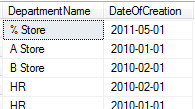 DepartmentName DateOfCreation
% Store 2011-05-01
A Store 2010-01-01
B Store 2010-02-01
HR 2010-02-01
HR 2010-01-01